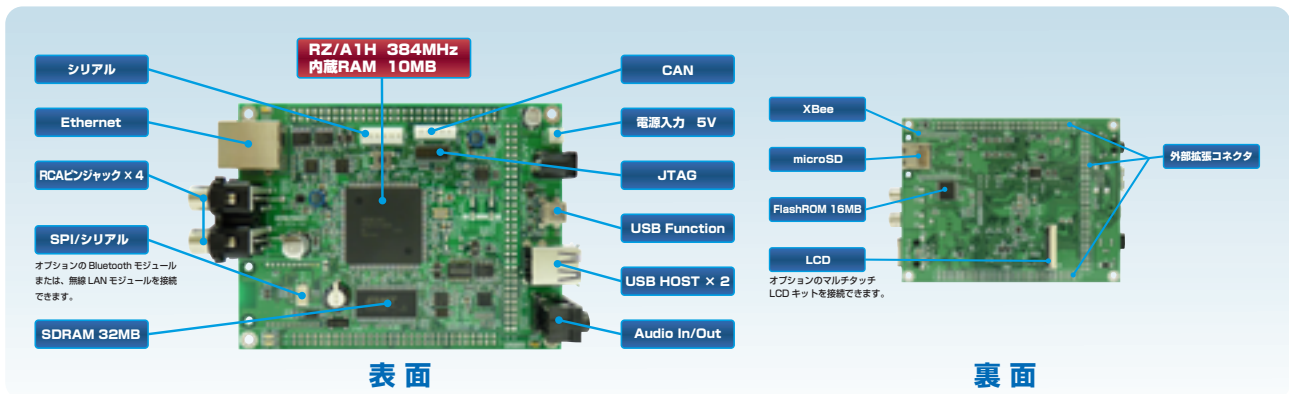 RZ/A1H 384MHz
内蔵RAM 10MB
シリアル
Ethernet
RCAピンジャック×4
SPI/シリアル
オプションの Bluetooth モジュール
または、無線 LAN モジュールを接続
できます。
SDRAM 32MB
CAN
電源入力 5V
JTAG
USB Function
USB HOST × 2
Audio In/Out
表 面
XBee
microSD
FlashROM 16MB
LCD
オプションのマルチタッチ
LCD キットを接続できます。
外部拡張コネクタ
裏 面